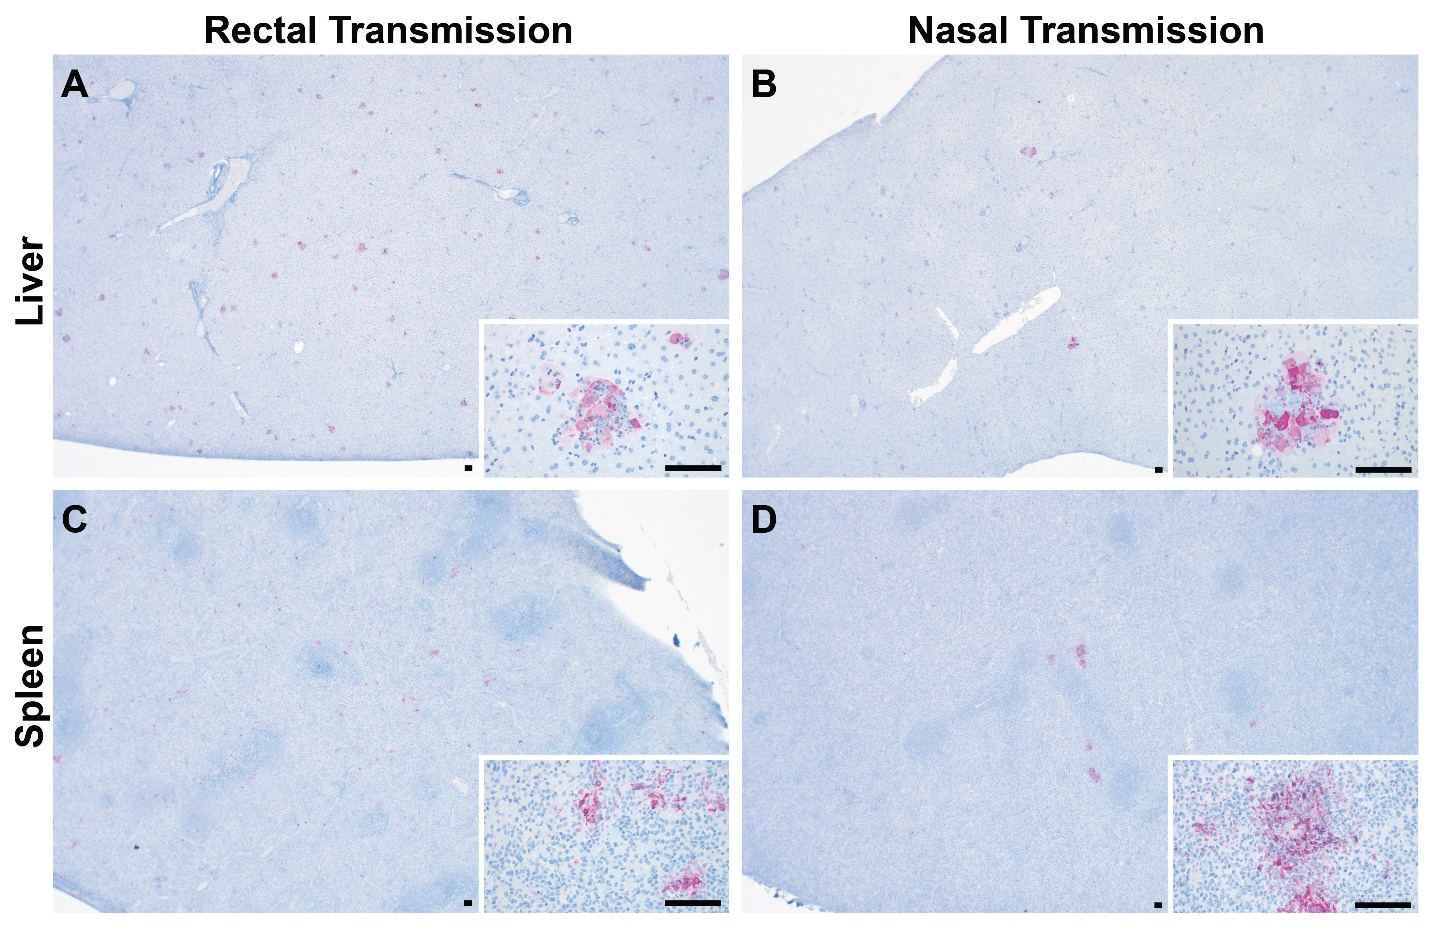 Rectal Transmission
Nasal Transmission
Liver
A
B
Spleen
C
D